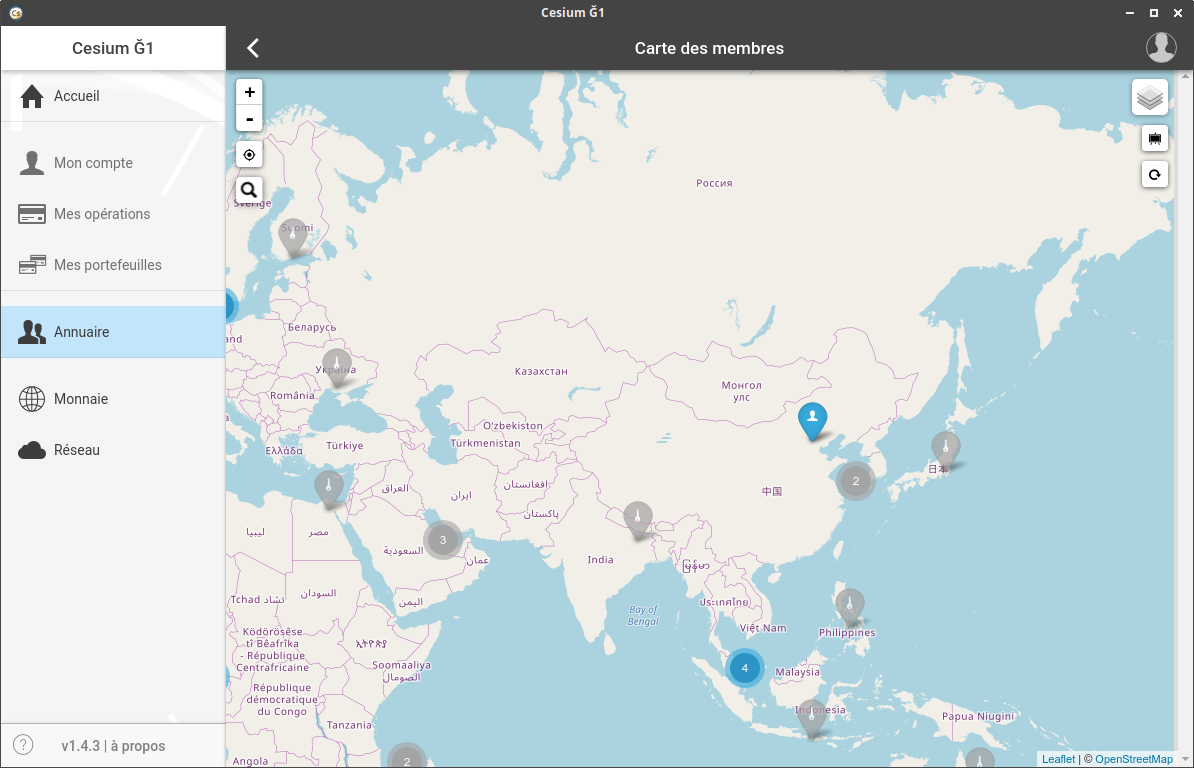 Cesium Ğ1
Cesium Ğ1
Carte des membres
Accueil
Mon compte
Mes opérations
Mes portefeuilles
Annuaire
Monnaie
Réseau
?
v1.4.3 | à propos
+
-
Россия
Sverige
Suomi
Беларусь
and
Україна
România
Казахстан
Монгол
улс
O'zbekiston
Türkmenistan
Türkiye
Ελλάδα
افغانستان
العراق
ایران
پاکستان
日本
2
中国
3
ليبيا
مصر
السعودية
عمان
India
မြန်မာ
السودان
اليمن
Tchad تشاد
ประเทศไทย
Bay of
Bengal
Việt Nam
Philippines
Ködörösêse
tî Bêafrîka
- République
Centrafricaine
ኢትዮጵያ
Soomaaliya
الصومال
4
Malaysia
République
démocratique
du Congo
Indonesia
Papua Niugini
Tanzania
Angola
2
Leaflet | © OpenStreetMap